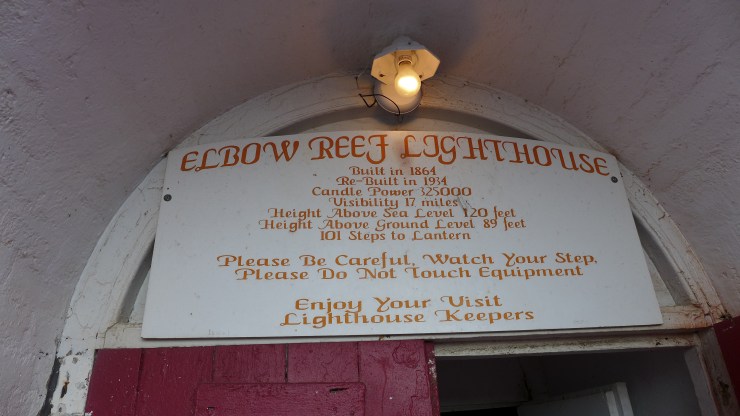 ELBOW REEF LIGHTHOUSE
Built in 1864
Re-Built in 1934
Candle Power 325000
Visibility 17 miles
Height Above Sea Level 120 feet
Height Above Ground Level 89 feet
101 Steps to Lantern
Please Be Careful, Watch Your Step,
Please Do Not Touch Equipment
Enjoy Your Visit
Lighthouse Keepers